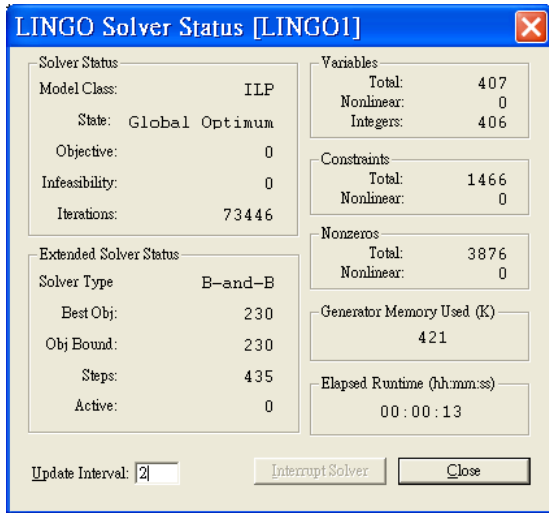 LINGO Solver Status [LINGO1]
Solver Status
Model Class: ILP
State: Global Optimum
Objective: 0
Infeasibility: 0
Iterations: 73446
Extended Solver Status
Solver Type B-and-B
Best Obj: 230
Obj Bound: 230
Steps: 435
Active: 0
Update Interval: 2
Variables
Total: 407
Nonlinear: 0
Integers: 406
Constraints
Total: 1466
Nonlinear: 0
Nonzeros
Total: 3876
Nonlinear: 0
Generator Memory Used (K)
421
Elapsed Runtime (hh:mm:ss)
00:00:13
Interrupt Solver
Close